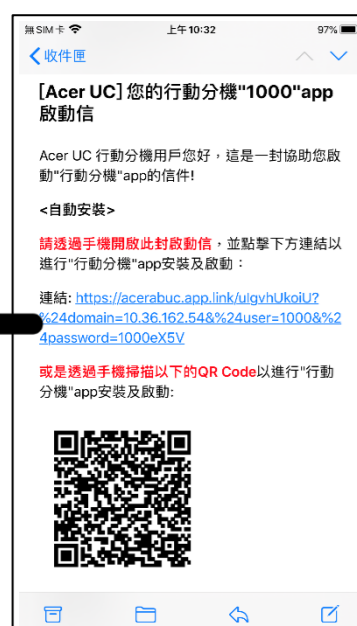 無SIM卡 上午10:32 97%
收件匣
[Acer UC]您的行動分機"1000"app
啟動信
Acer UC 行動分機用戶您好，這是一封協助您啟
動"行動分機"app的信件!
<自動安裝>
請透過手機開啟此封啟動信，並點擊下方連結以
進行"行動分機"app安裝及啟動：
連結: https://acerabuc.app.link/ulgvhUkoiU?
%24domain=10.36.162.54&%24user=1000&%2
4password=1000eX5V
或是透過手機掃描以下的QR Code以進行"行動
分機"app安裝及啟動: